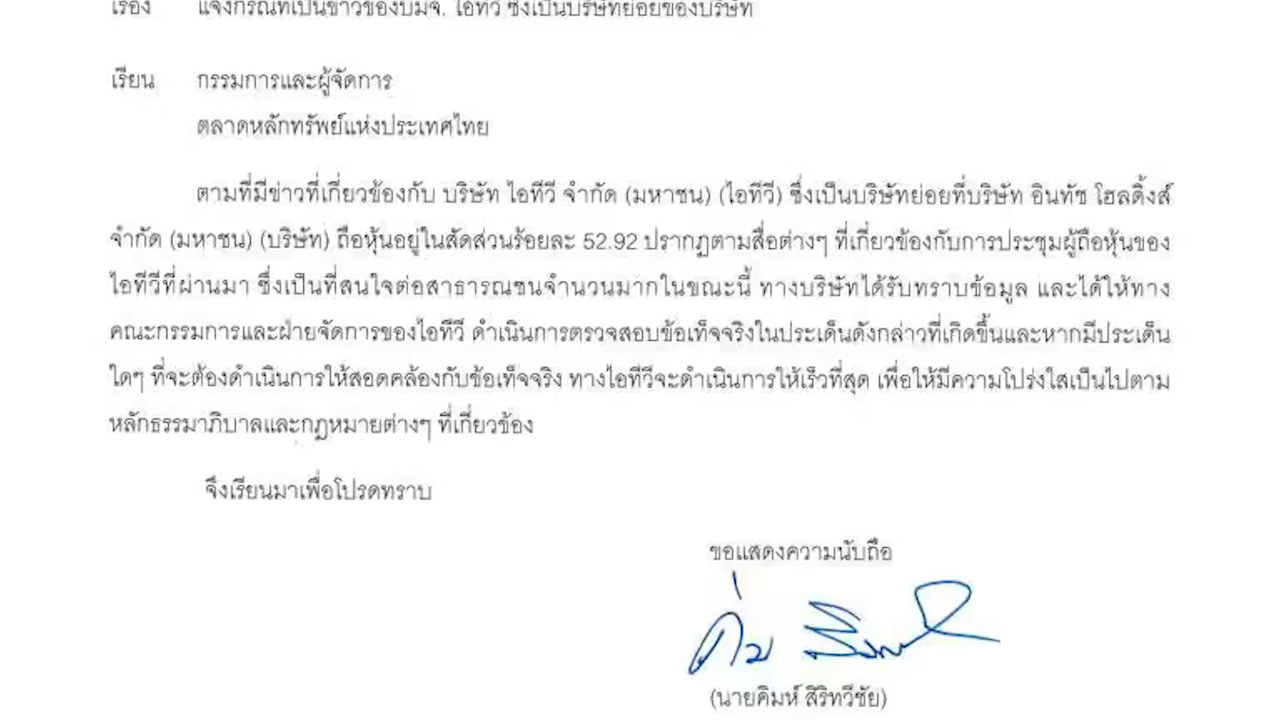 เรื่อง แจ้งกรณีที่เป็นข่าวของบมจ. ไอทีวี ซึ่งเป็นบริษัทย่อยของบริษัท
เรียน กรรมการและผู้จัดการ
ตลาดหลักทรัพย์แห่งประเทศไทย
ตามที่มีข่าวที่เกี่ยวข้องกับ บริษัท ไอทีวี จำกัด (มหาชน) (ไอทีวี) ซึ่งเป็นบริษัทย่อยที่บริษัท อินทัช โฮลดิ้งส์
จำกัด (มหาชน) (บริษัท) ถือหุ้นอยู่ในสัดส่วนร้อยละ 52.92 ปรากฏตามสื่อต่างๆ ที่เกี่ยวข้องกับการประชุมผู้ถือหุ้นของ
ไอทีวีที่ผ่านมา ซึ่งเป็นที่สนใจต่อสาธารณชนจำนวนมากในขณะนี้ ทางบริษัทได้รับทราบข้อมูล และได้ให้ทาง
คณะกรรมการและฝ่ายจัดการของไอทีวี ดำเนินการตรวจสอบข้อเท็จจริงในประเด็นดังกล่าวที่เกิดขึ้นและหากมีประเด็น
ใดๆ ที่จะต้องดำเนินการให้สอดคล้องกับข้อเท็จจริง ทางไอทีวีจะดำเนินการให้เร็วที่สุด เพื่อให้มีความโปร่งใสเป็นไปตาม
หลักธรรมาภิบาลและกฎหมายต่างๆ ที่เกี่ยวข้อง
จึงเรียนมาเพื่อโปรดทราบ
ขอแสดงความนับถือ
(นายคิมห์ สิริทวีชัย)